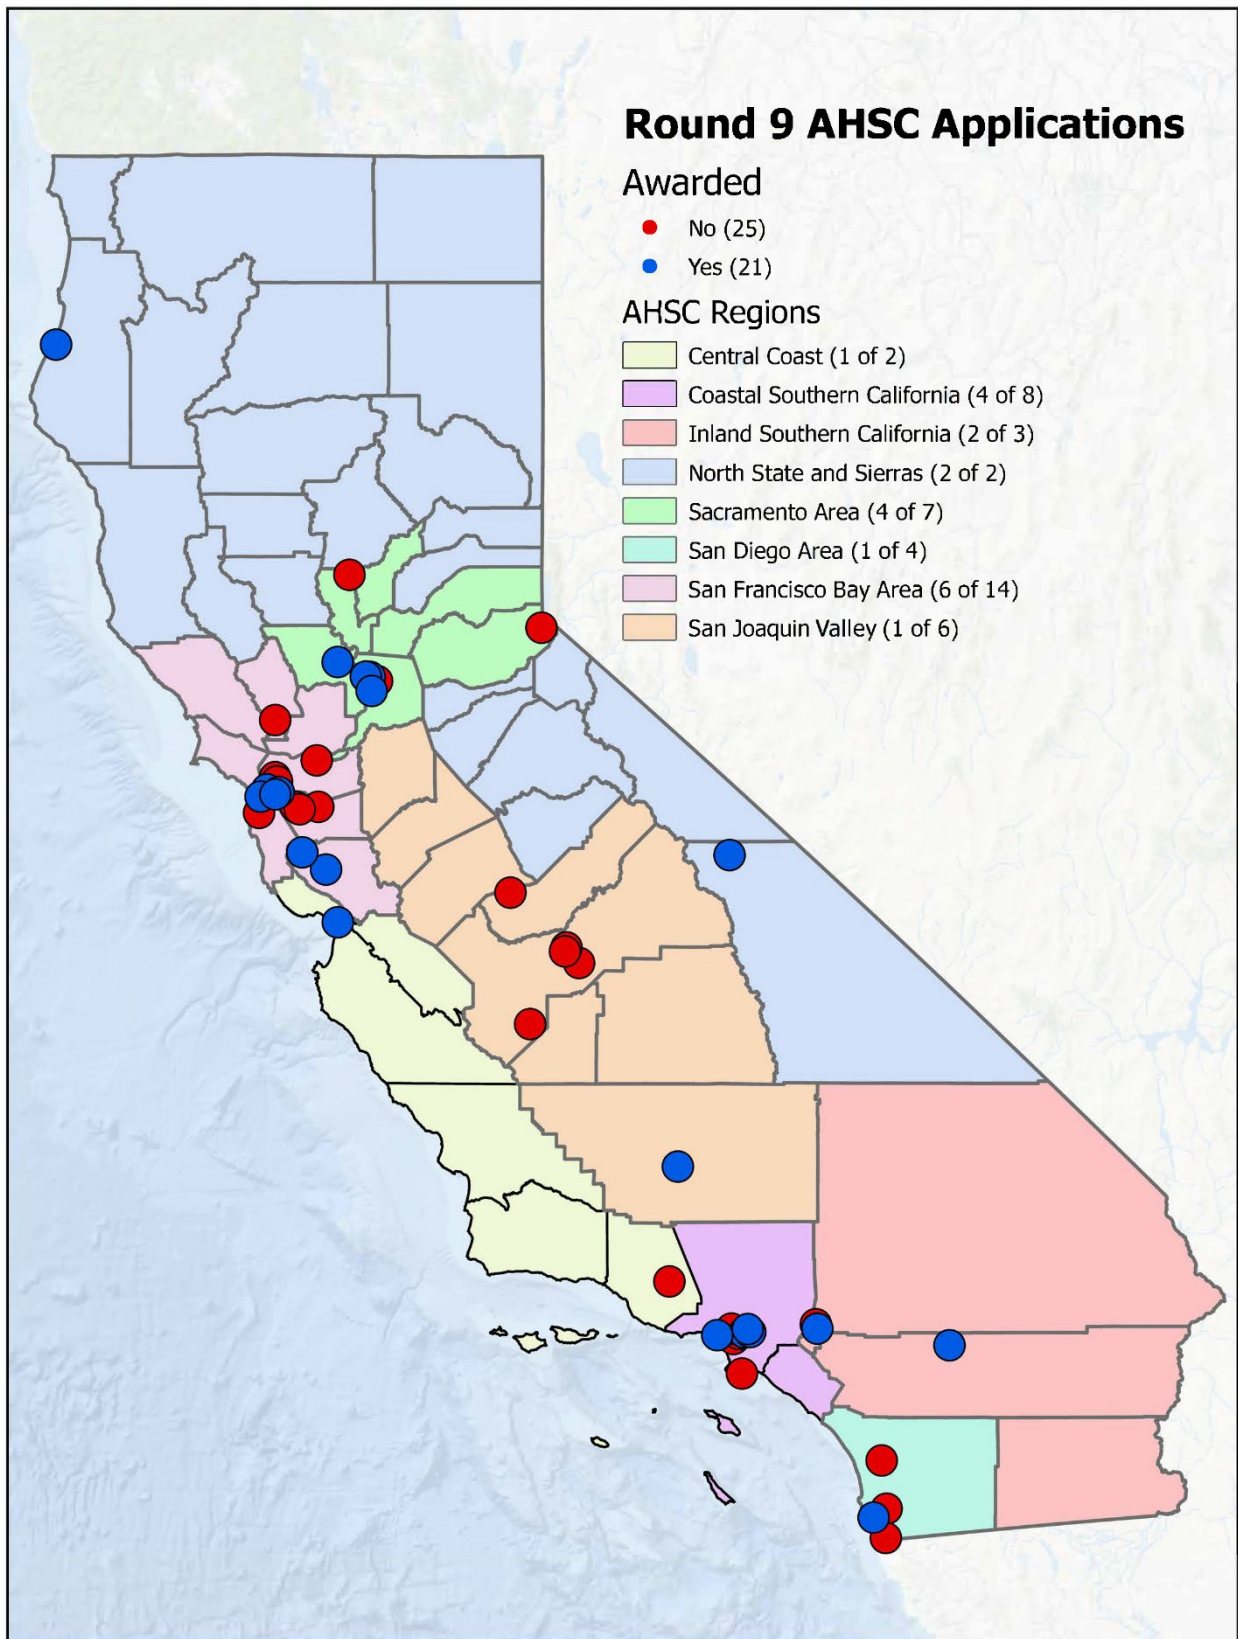 Round 9 AHSC Applications
Awarded
No (25)
Yes (21)
AHSC Regions
Central Coast (1 of 2)
Coastal Southern California (4 of 8)
Inland Southern California (2 of 3)
North State and Sierras (2 of 2)
Sacramento Area (4 of 7)
San Diego Area (1 of 4)
San Francisco Bay Area (6 of 14)
San Joaquin Valley (1 of 6)